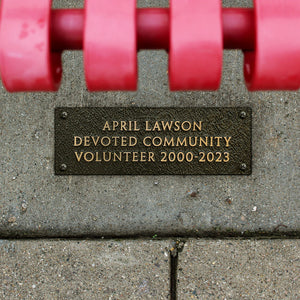 APRIL LAWSON
DEVOTED COMMUNITY
VOLUNTEER 2000-2023